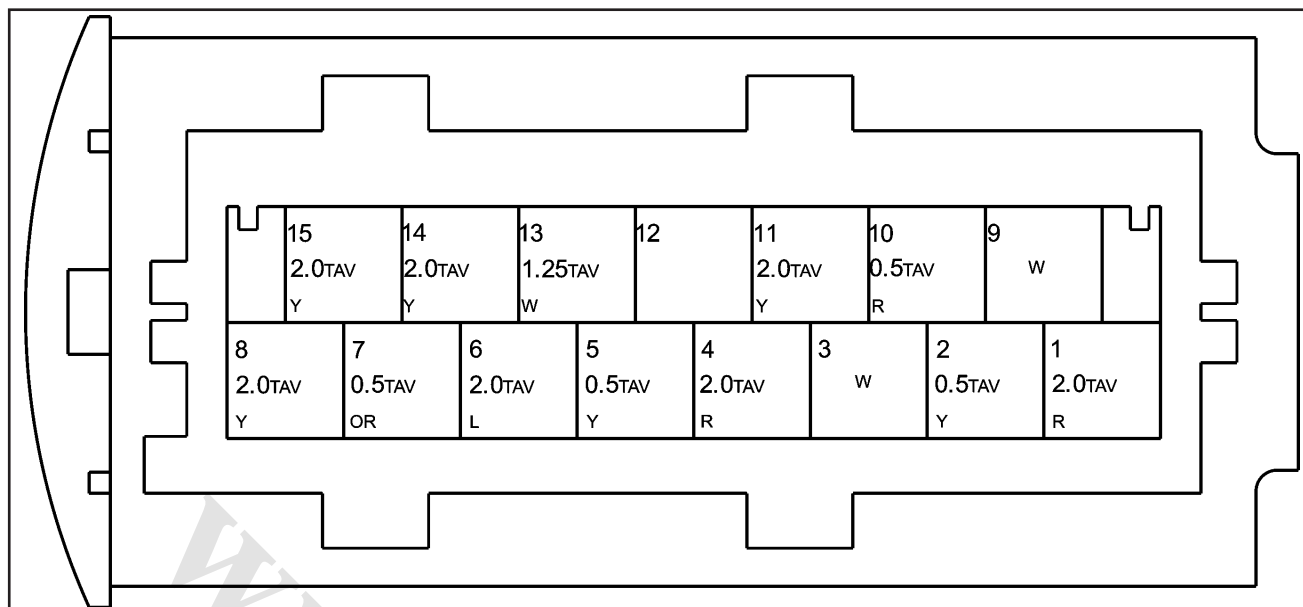 15 14 13 12 11 10 9
2.0TAV 2.0TAV 1.25TAV 2.0TAV 0.5TAV W
Y Y W Y R
8 7 6 5 4 3 2 1
2.0TAV 0.5TAV 2.0TAV 0.5TAV 2.0TAV W 0.5TAV 2.0TAV
Y OR L Y R Y R